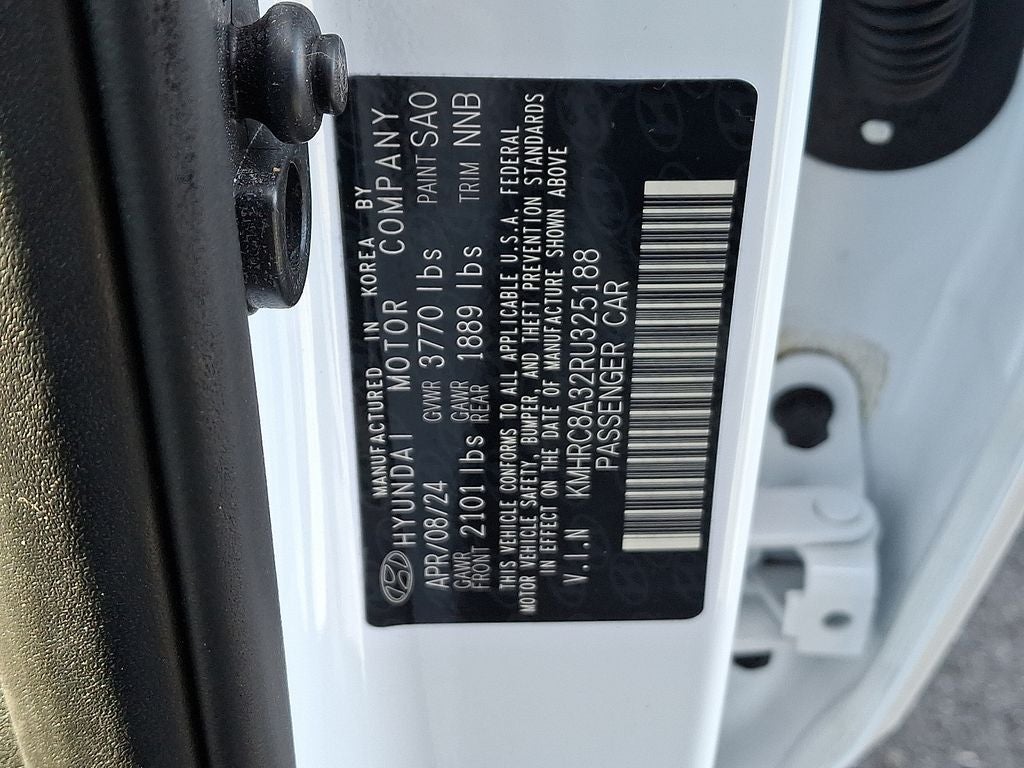 MANUFACTURED IN KOREA BY
HYUNDAI MOTOR COMPANY
APR/08/24 GVWR 3770 lbs PAINT SAO
GAWR FRONT 2101 lbs GAWR REAR 1889 lbs TRIM NNB
THIS VEHICLE CONFORMS TO ALL APPLICABLE U.S.A. FEDERAL
MOTOR VEHICLE SAFETY, BUMPER, AND THEFT PREVENTION STANDARDS
IN EFFECT ON THE DATE OF MANUFACTURE SHOWN ABOVE
V.I.N KMHRC8A32RU325188
PASSENGER CAR